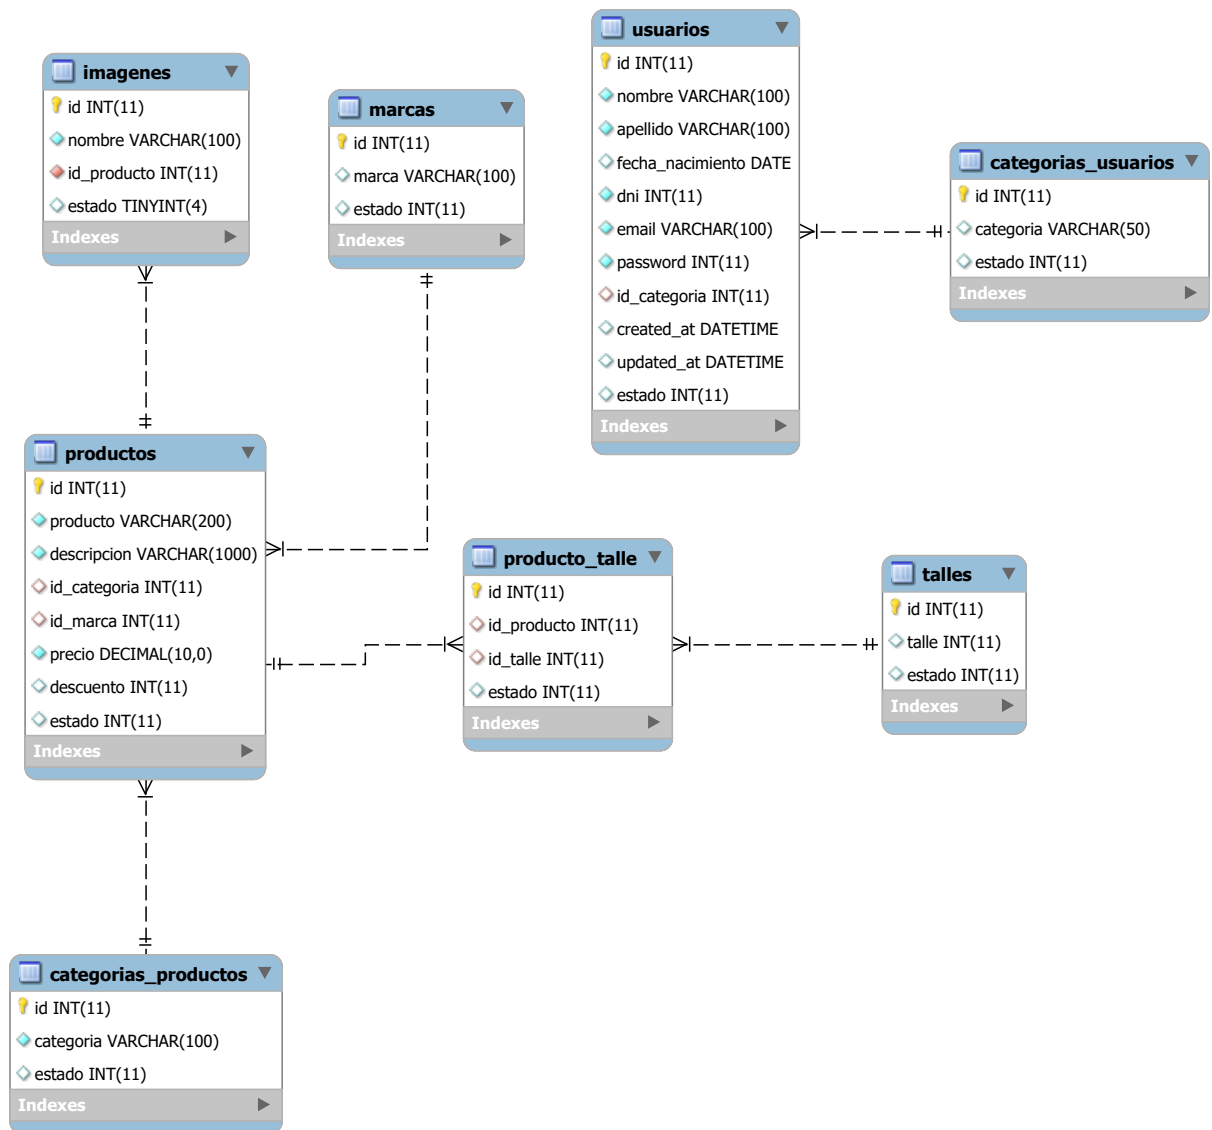 imagenes
id INT(11)
nombre VARCHAR(100)
id_producto INT(11)
estado TINYINT(4)
Indexes
marcas
id INT(11)
marca VARCHAR(100)
estado INT(11)
Indexes
usuarios
id INT(11)
nombre VARCHAR(100)
apellido VARCHAR(100)
fecha_nacimiento DATE
dni INT(11)
email VARCHAR(100)
password INT(11)
id_categoria INT(11)
created_at DATETIME
updated_at DATETIME
estado INT(11)
Indexes
categorias_usuarios
id INT(11)
categoria VARCHAR(50)
estado INT(11)
Indexes
productos
id INT(11)
producto VARCHAR(200)
descripcion VARCHAR(1000)
id_categoria INT(11)
id_marca INT(11)
precio DECIMAL(10,0)
descuento INT(11)
estado INT(11)
Indexes
producto_talle
id INT(11)
id_producto INT(11)
id_talle INT(11)
estado INT(11)
Indexes
talles
id INT(11)
talle INT(11)
estado INT(11)
Indexes
categorias_productos
id INT(11)
categoria VARCHAR(100)
estado INT(11)
Indexes